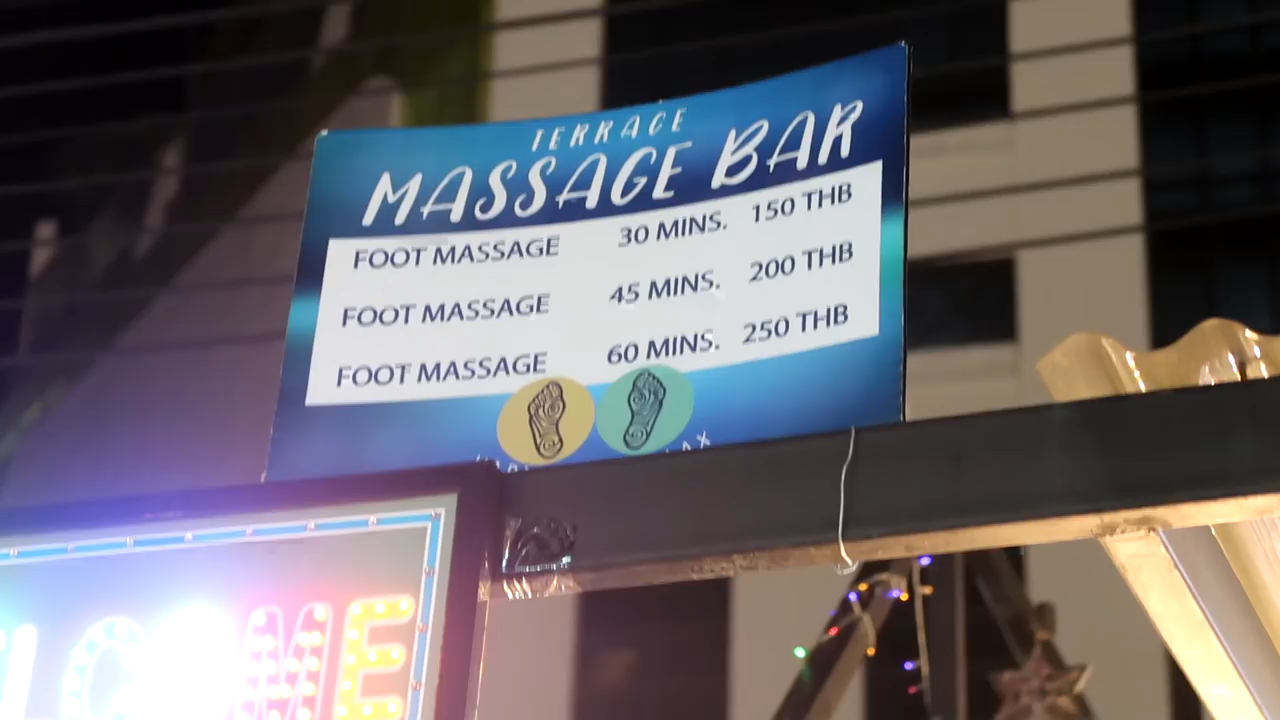 TERRACE
MASSAGE BAR
FOOT MASSAGE 30 MINS. 150 THB
FOOT MASSAGE 45 MINS. 200 THB
FOOT MASSAGE 60 MINS. 250 THB